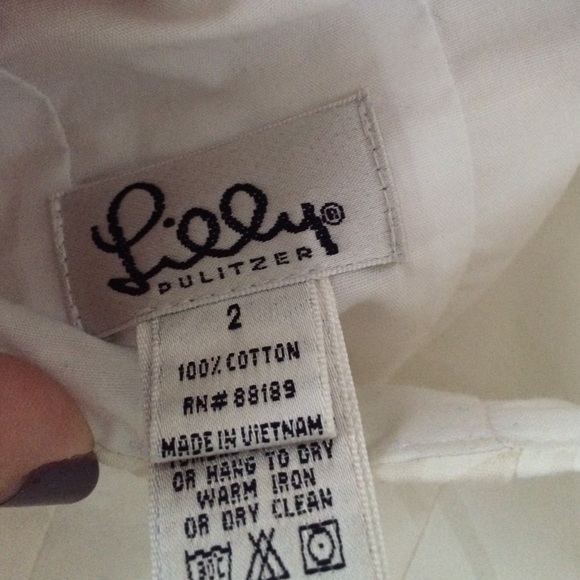 Lilly®
PULITZER
2
100% COTTON
RN# 88189
MADE IN VIETNAM
OR HANG TO DRY
WARM IRON
OR DRY CLEAN
30C